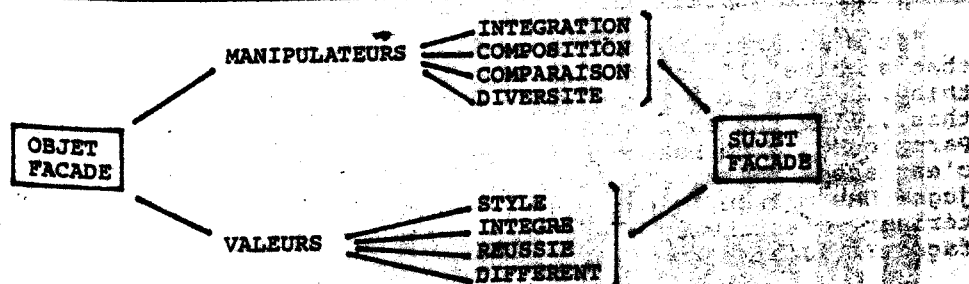 MANIPULATEURS
INTEGRATION
COMPOSITION
COMPARAISON
DIVERSITE
OBJET
FACADE
SUJET
FACADE
VALEURS
STYLE
INTEGRE
REUSSIE
DIFFERENT